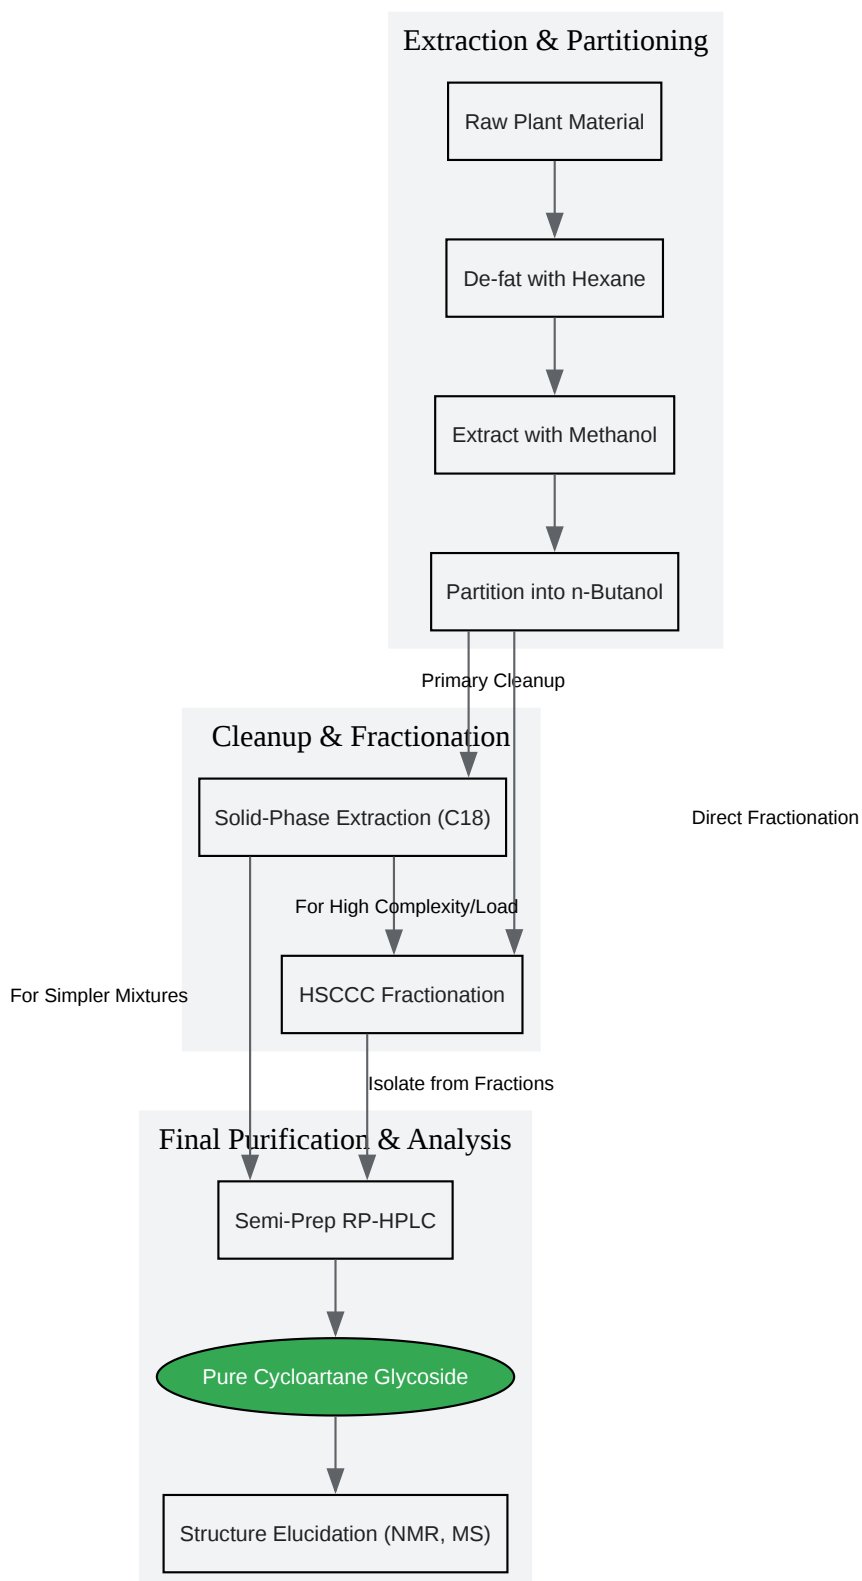 Extraction & Partitioning
Raw Plant Material
De-fat with Hexane
Extract with Methanol
Partition into n-Butanol
Primary Cleanup
Cleanup & Fractionation
Solid-Phase Extraction (C18)
Direct Fractionation
For High Complexity/Load
HSCCC Fractionation
For Simpler Mixtures
Isolate from Fractions
Final Purification & Analysis
Semi-Prep RP-HPLC
Pure Cycloartane Glycoside
Structure Elucidation (NMR, MS)